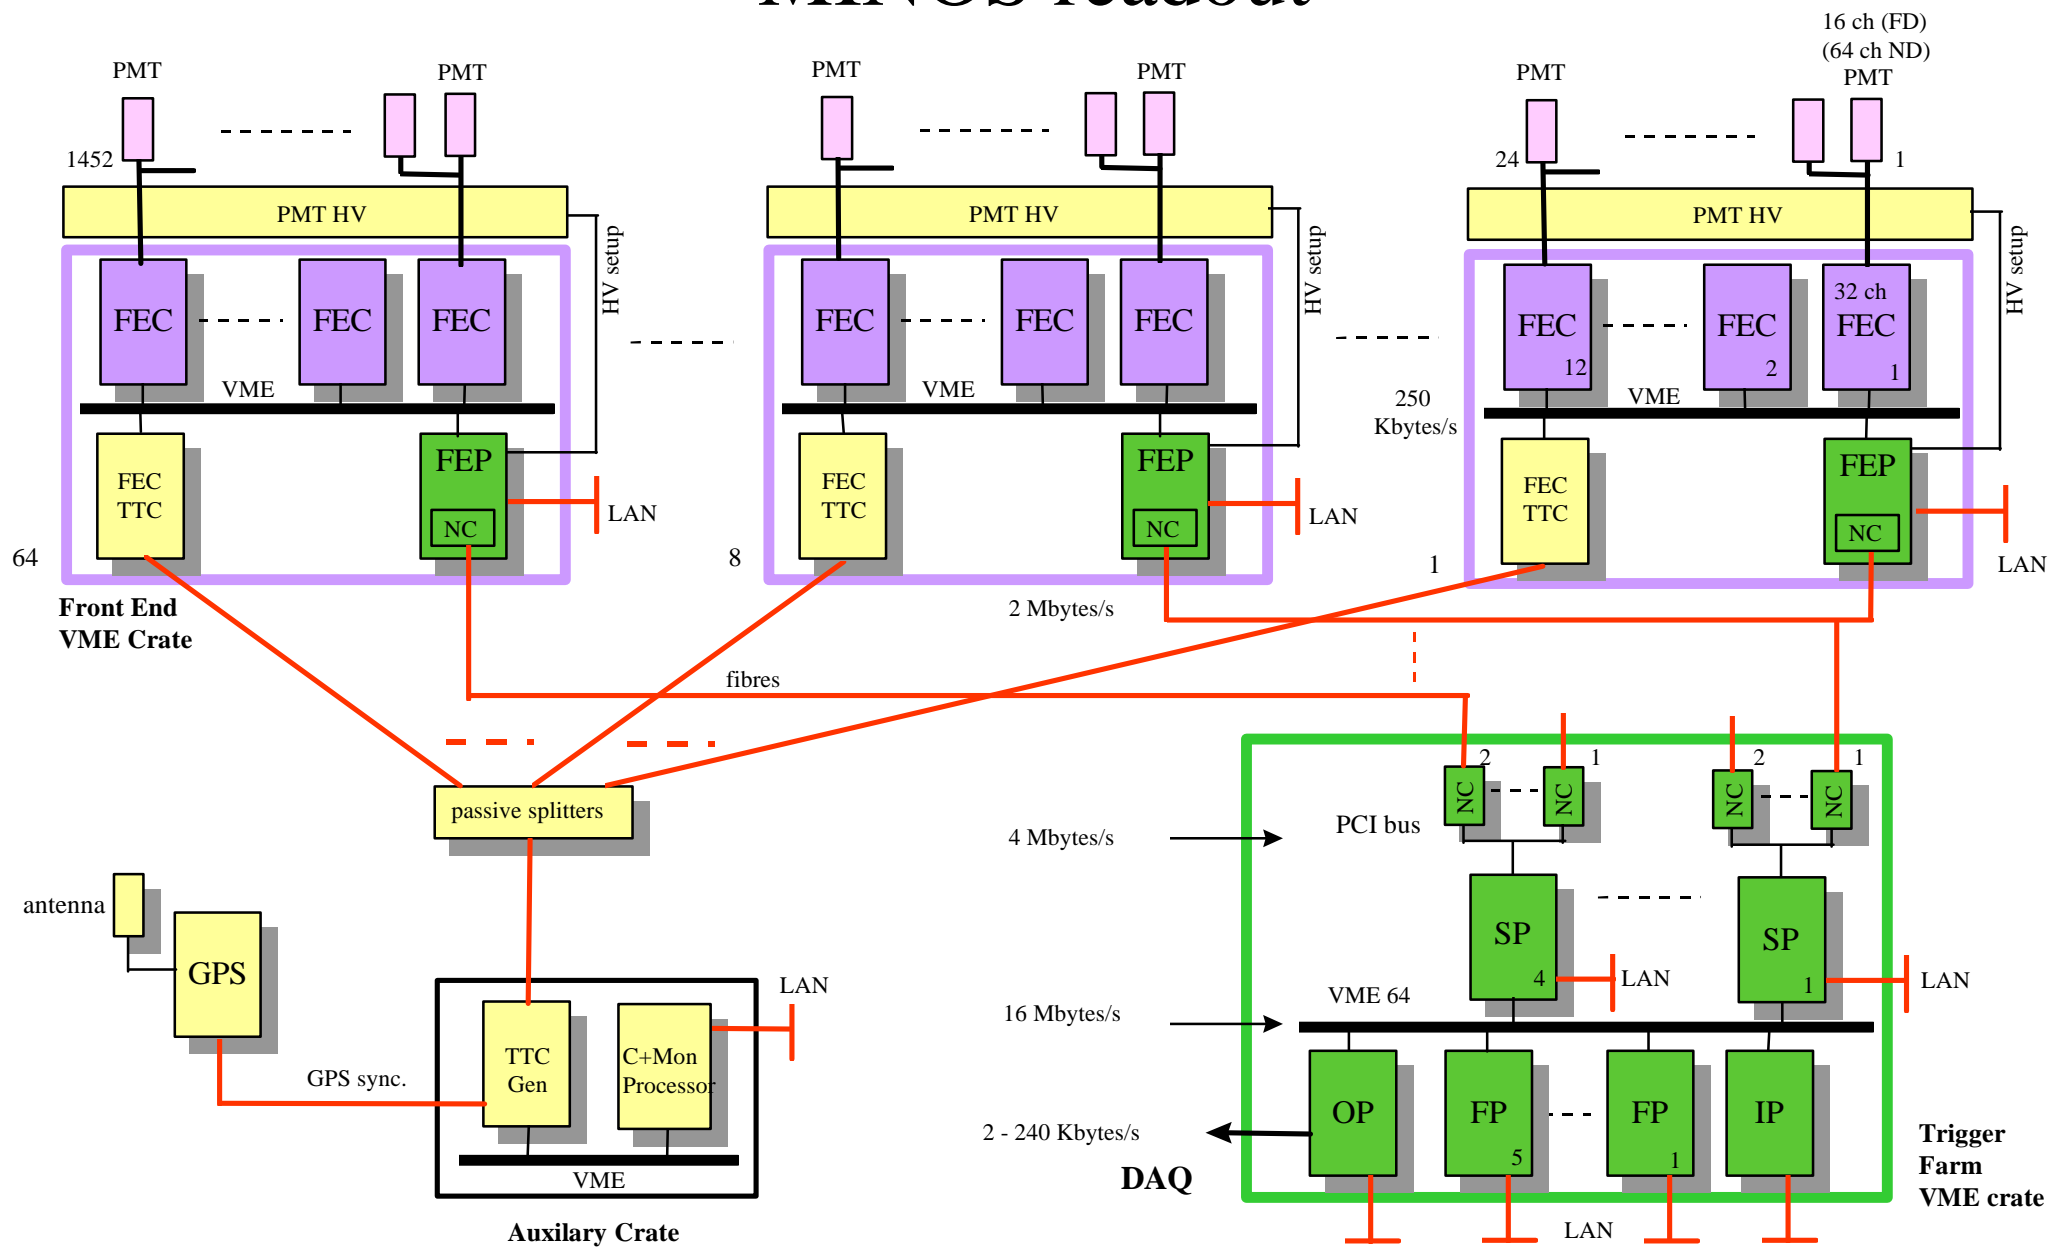 MINOS readout
16 ch (FD)
(64 ch ND)
PMT
PMT
PMT
PMT
PMT
PMT
1452
24
1
PMT HV
PMT HV
PMT HV
HV setup
HV setup
HV setup
FEC
FEC
FEC
FEC
FEC
FEC
FEC
12
FEC
2
32 ch
FEC
1
VME
VME
VME
250
Kbytes/s
FEC
TTC
FEP
NC
LAN
FEC
TTC
FEP
NC
LAN
FEC
TTC
FEP
NC
LAN
64
8
1
Front End
VME Crate
2 Mbytes/s
fibres
passive splitters
2
1
2
1
NC
NC
NC
NC
PCI bus
4 Mbytes/s
antenna
GPS
SP
4
LAN
SP
1
LAN
LAN
VME 64
16 Mbytes/s
TTC
Gen
C+Mon
Processor
GPS sync.
VME
OP
FP
5
FP
1
IP
2 - 240 Kbytes/s
DAQ
Trigger
Farm
VME crate
LAN
Auxilary Crate